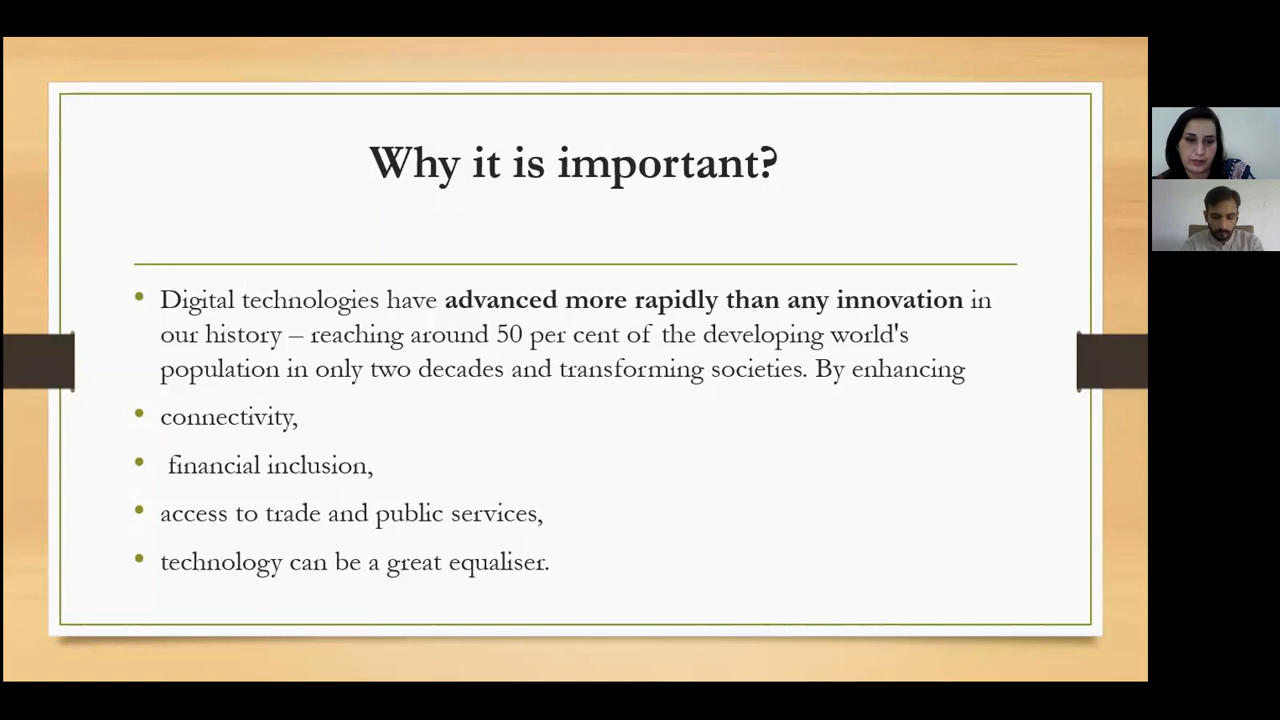 Why it is important?
• Digital technologies have advanced more rapidly than any innovation in
our history – reaching around 50 per cent of the developing world's
population in only two decades and transforming societies. By enhancing
• connectivity,
• financial inclusion,
• access to trade and public services,
• technology can be a great equaliser.